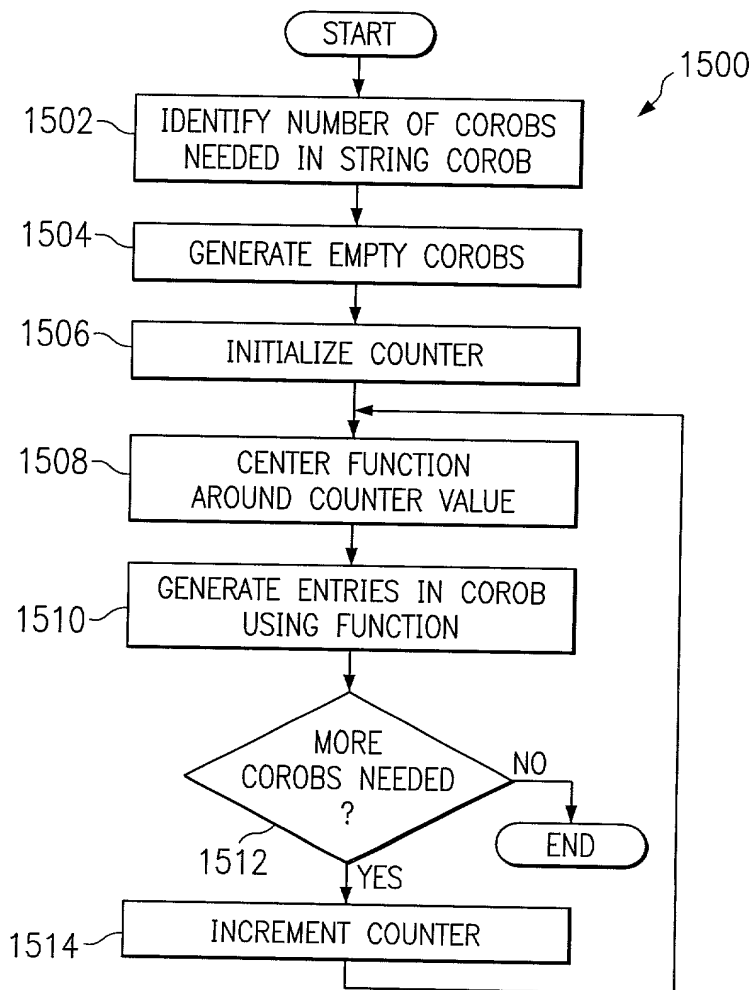 START
1500
1502
IDENTIFY NUMBER OF COROBS
NEEDED IN STRING COROB
1504
GENERATE EMPTY COROBS
1506
INITIALIZE COUNTER
1508
CENTER FUNCTION
AROUND COUNTER VALUE
1510
GENERATE ENTRIES IN COROB
USING FUNCTION
MORE
COROBS NEEDED
?
NO
END
1512
YES
1514
INCREMENT COUNTER